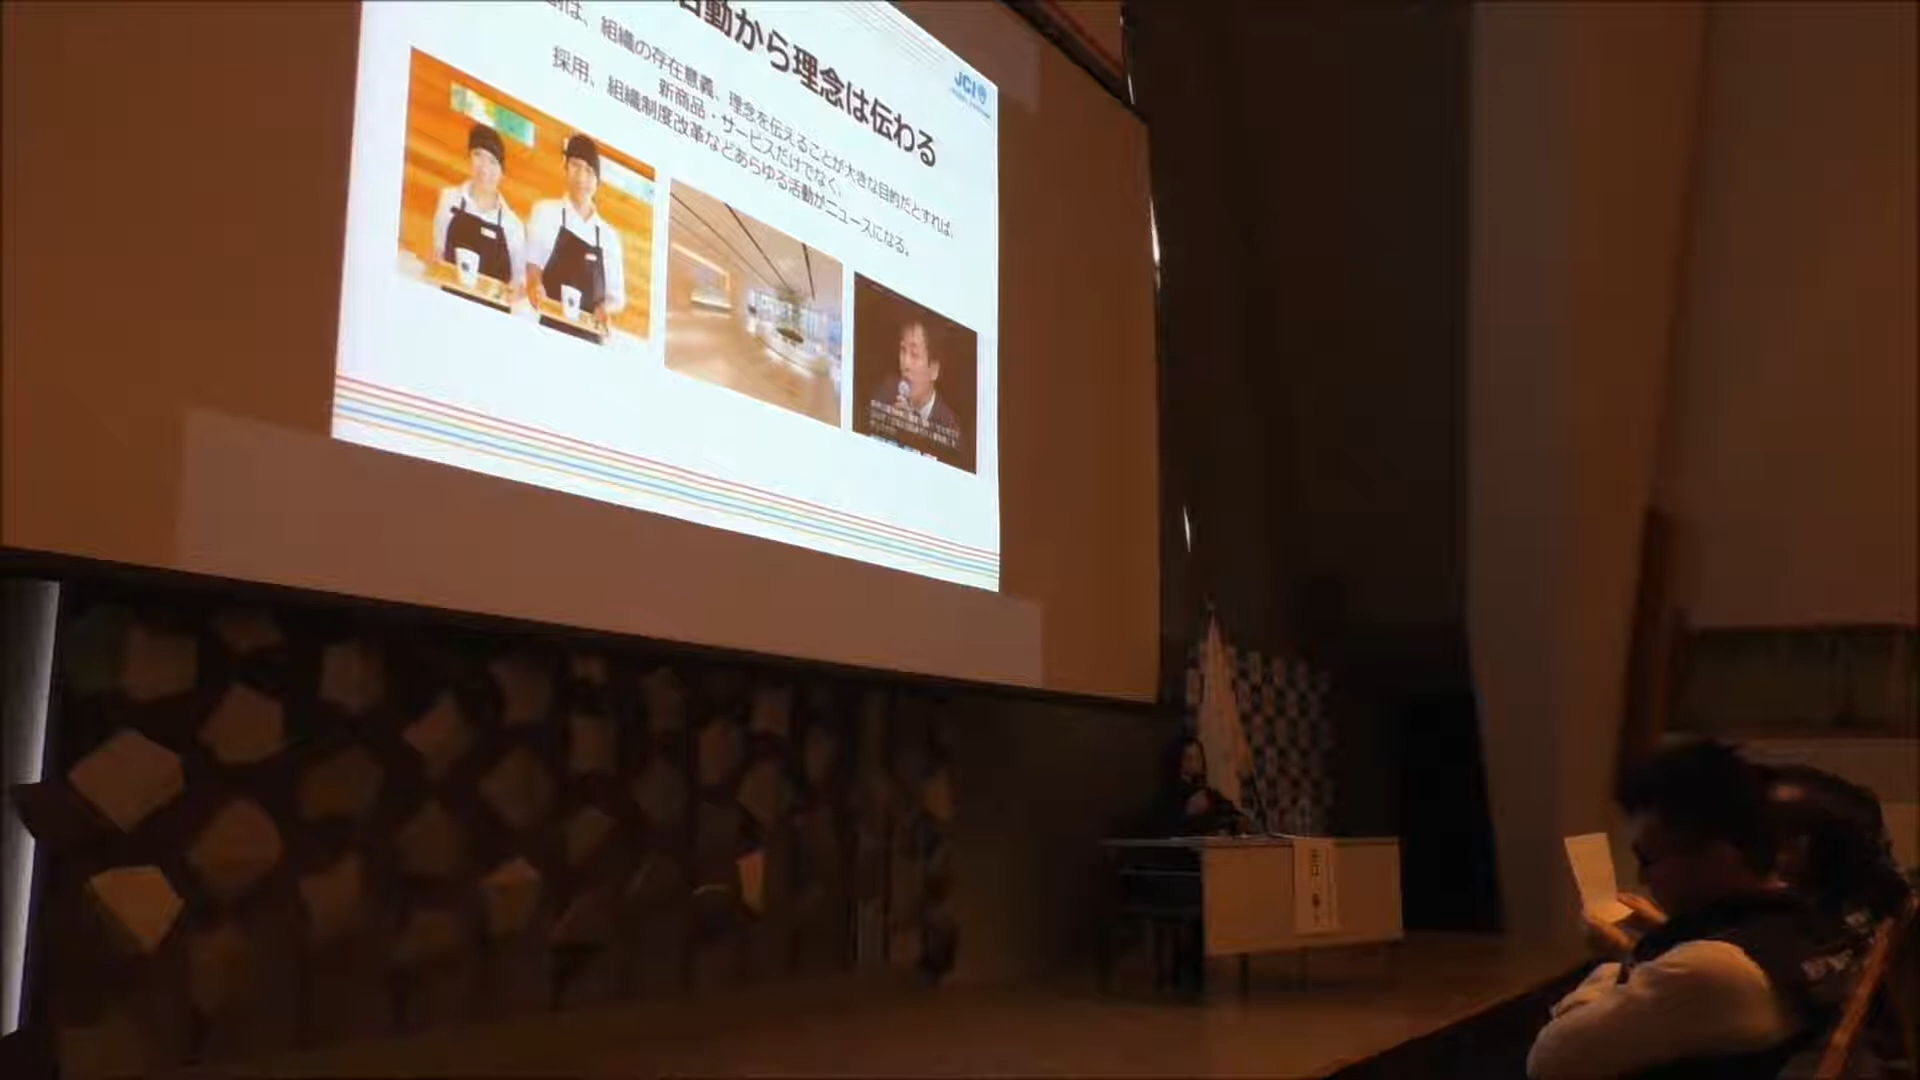 動から理念は伝わる
は、組織の存在意義、理念を伝えることが大きな目的だとすれば、
新商品・サービスだけでなく、
採用、組織制度改革などあらゆる活動がニュースになる。
JCI